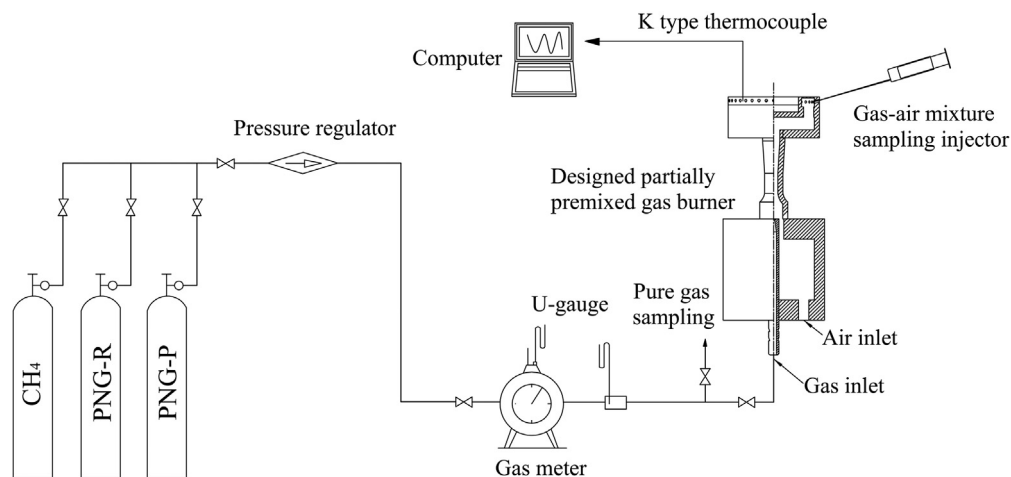 K type thermocouple
Computer
Gas-air mixture
sampling injector
Pressure regulator
Designed partially
premixed gas burner
U-gauge
Pure gas
sampling
Air inlet
Gas inlet
CH₄
PNG-R
PNG-P
Gas meter